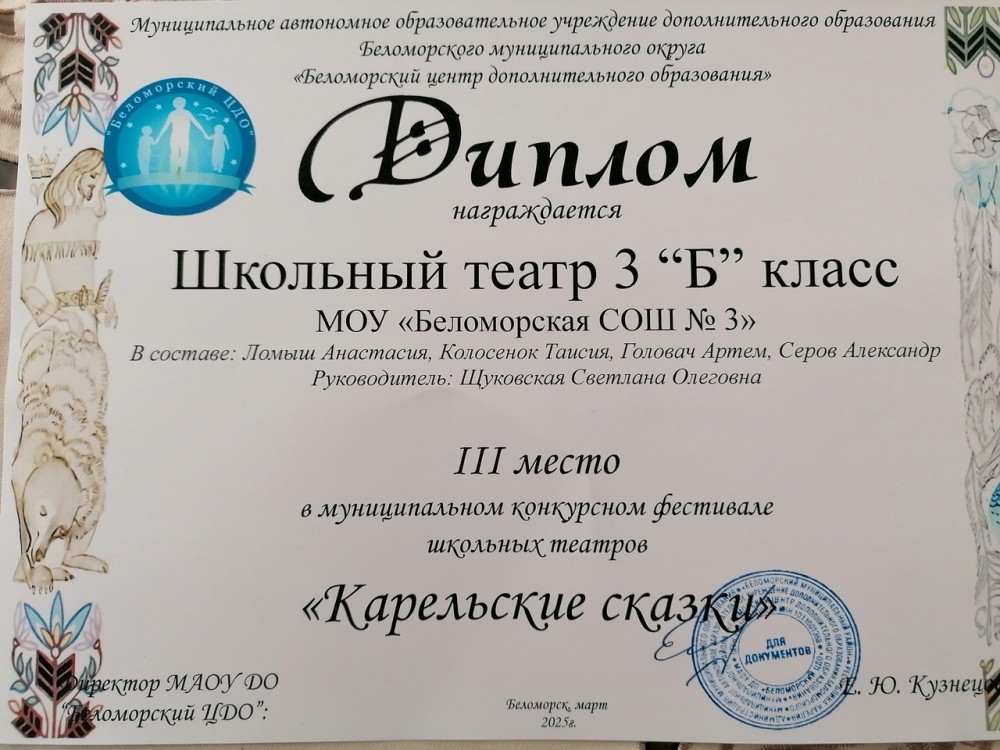 Муниципальное автономное образовательное учреждение дополнительного образования
Беломорского муниципального округа
«Беломорский центр дополнительного образования»
"Беломорский ЦДО"
Диплом
награждается
Школьный театр 3 “Б” класс
МОУ «Беломорская СОШ № 3»
В составе: Ломыш Анастасия, Колосенок Таисия, Головач Артем, Серов Александр
Руководитель: Щуковская Светлана Олеговна
III место
в муниципальном конкурсном фестивале
школьных театров
«Карельские сказки».
ДЛЯ
ДОКУМЕНТОВ
Директор МАОУ ДО
“Беломорский ЦДО”:
Е. Ю. Кузнецо
Беломорск, март
2025г.